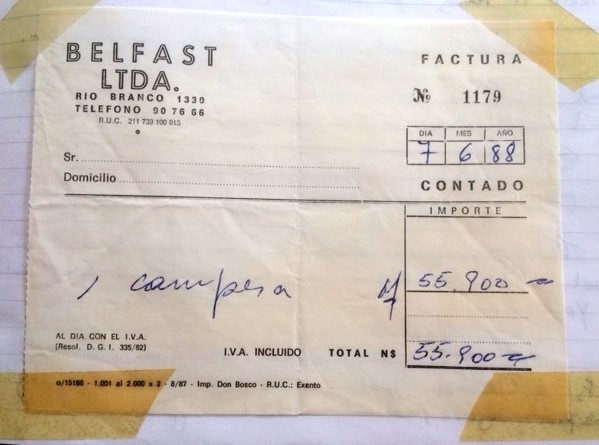 BELFAST
LTDA.
RIO BRANCO 1330
TELEFONO 90 76 66
R.U.C. 211 739 100 015
FACTURA
№ 1179
DIA MES AÑO
7 6 88
Sr.
Domicilio
CONTADO
IMPORTE
1 campera 55.900
AL DIA CON EL I.V.A.
(Resol. D. G. I. 335/82)
I.V.A. INCLUIDO TOTAL N$ 55.900
o/15186 - 1.001 al 2.000 x 2 - 8/87 - Imp. Don Bosco - R.U.C.: Exento